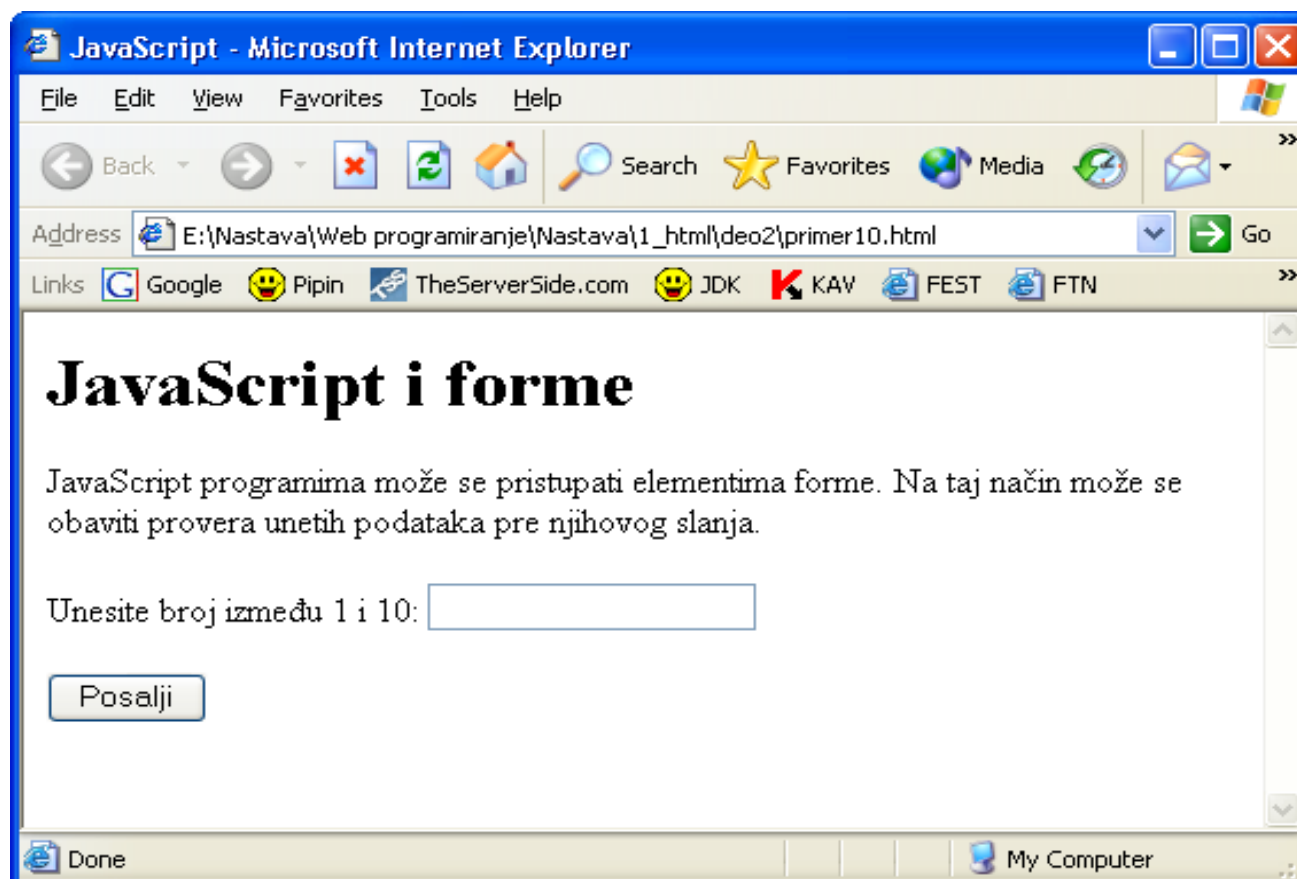 JavaScript - Microsoft Internet Explorer
File Edit View Favorites Tools Help
Back Search Favorites Media »
Address E:\Nastava\Web programiranje\Nastava\1_html\deo2\primer10.html Go
Links G Google Pipin TheServerSide.com JDK KAV FEST FTN »
JavaScript i forme
JavaScript programima može se pristupati elementima forme. Na taj način može se
obaviti provera unetih podataka pre njihovog slanja.
Unesite broj između 1 i 10:
Posalji
Done My Computer